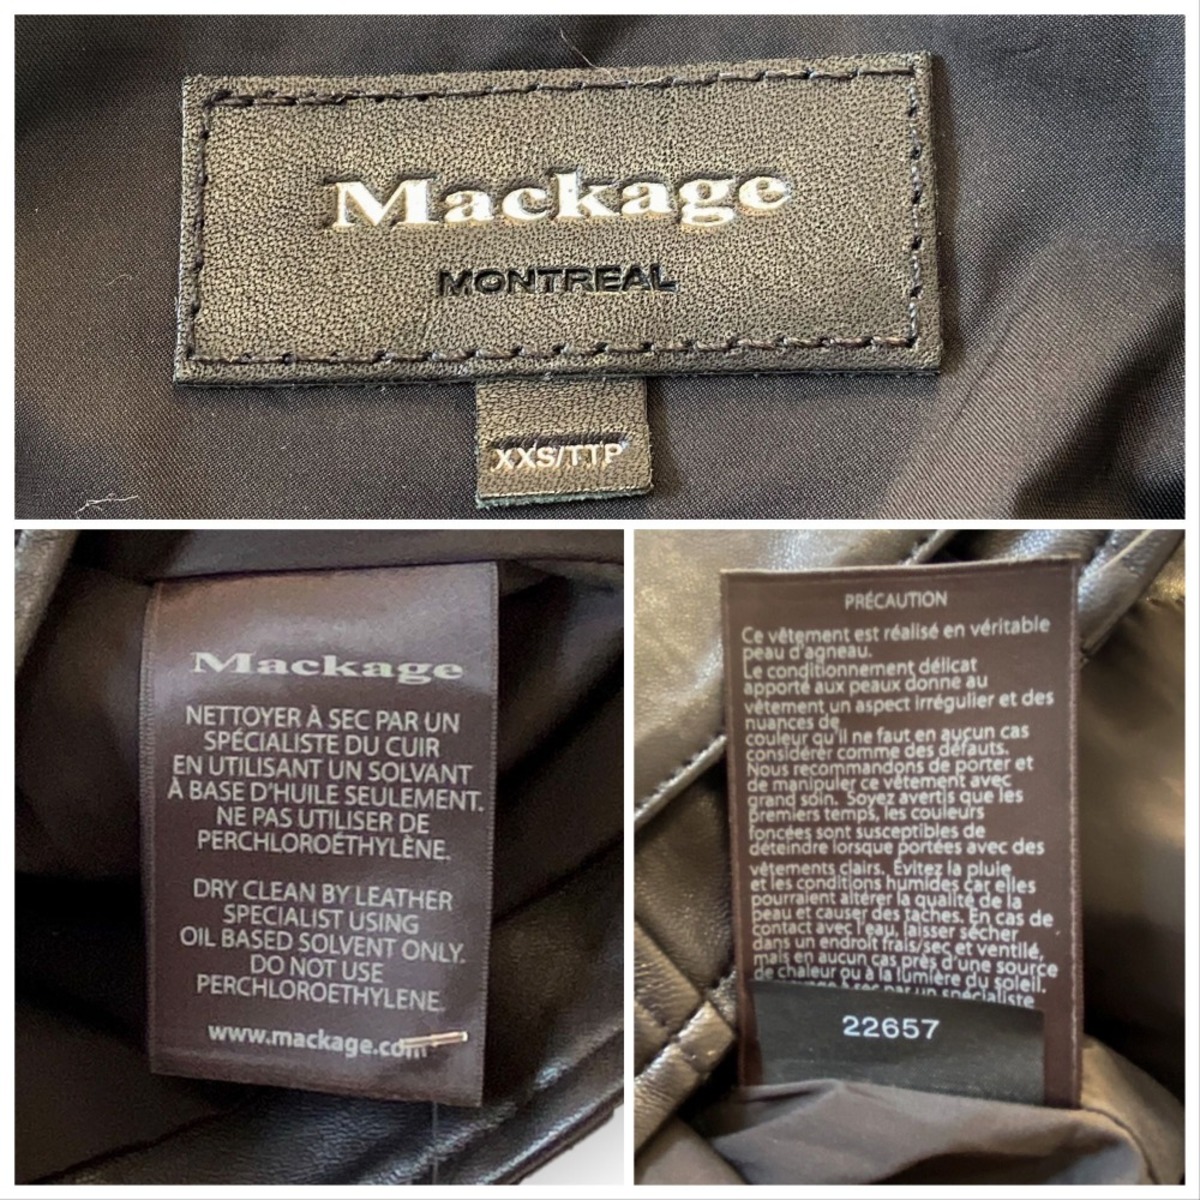 Mackage
MONTREAL
XXS/TTP
Mackage
NETTOYER À SEC PAR UN
SPÉCIALISTE DU CUIR
EN UTILISANT UN SOLVANT
À BASE D'HUILE SEULEMENT.
NE PAS UTILISER DE
PERCHLOROÉTHYLÈNE.
DRY CLEAN BY LEATHER
SPECIALIST USING
OIL BASED SOLVENT ONLY.
DO NOT USE
PERCHLOROETHYLENE.
www.mackage.com
PRÉCAUTION
Ce vêtement est réalisé en véritable
peau d'agneau.
Le conditionnement délicat
apporté aux peaux donne au
vêtement un aspect irrégulier et des
nuances de
couleur qu'il ne faut en aucun cas
considérer comme des défauts.
Nous recommandons de porter et
de manipuler ce vêtement avec
grand soin. Soyez avertis que les
premiers temps, les couleurs
foncées sont susceptibles de
déteindre lorsque portées avec des
vêtements clairs. Évitez la pluie
et les conditions humides car elles
pourraient altérer la qualité de la
peau et causer des taches. En cas de
contact avec l'eau, laisser sécher
dans un endroit frais/sec et ventilé,
mais en aucun cas près d'une source
de chaleur ou à la lumière du soleil.
à sec par un spécialiste
22657